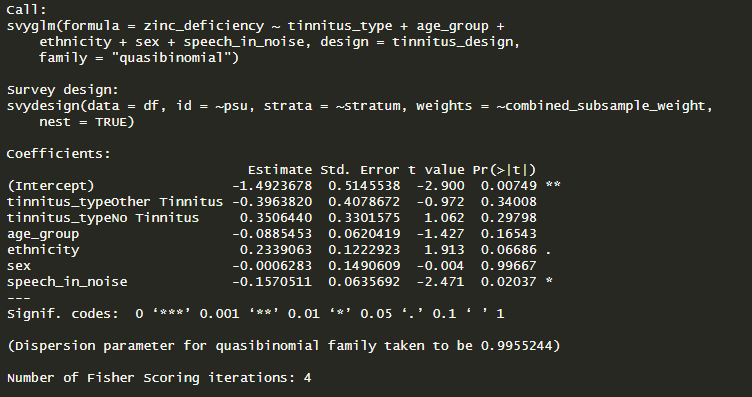 Call:
svyglm(formula = zinc_deficiency ~ tinnitus_type + age_group +
    ethnicity + sex + speech_in_noise, design = tinnitus_design,
    family = "quasibinomial")

Survey design:
svydesign(data = df, id = ~psu, strata = ~stratum, weights = ~combined_subsample_weight,
    nest = TRUE)

Coefficients:
                            Estimate Std. Error t value Pr(>|t|)
(Intercept)               -1.4923678  0.5145538  -2.900  0.00749 **
tinnitus_typeOther Tinnitus -0.3963820  0.4078672  -0.972  0.34008
tinnitus_typeNo Tinnitus   0.3506440  0.3301575   1.062  0.29798
age_group                 -0.0885453  0.0620419  -1.427  0.16543
ethnicity                  0.2339063  0.1222923   1.913  0.06686 .
sex                       -0.0006283  0.1490609  -0.004  0.99667
speech_in_noise           -0.1570511  0.0635692  -2.471  0.02037 *
---
Signif. codes:  0 ‘***’ 0.001 ‘**’ 0.01 ‘*’ 0.05 ‘.’ 0.1 ‘ ’ 1

(Dispersion parameter for quasibinomial family taken to be 0.9955244)

Number of Fisher Scoring iterations: 4